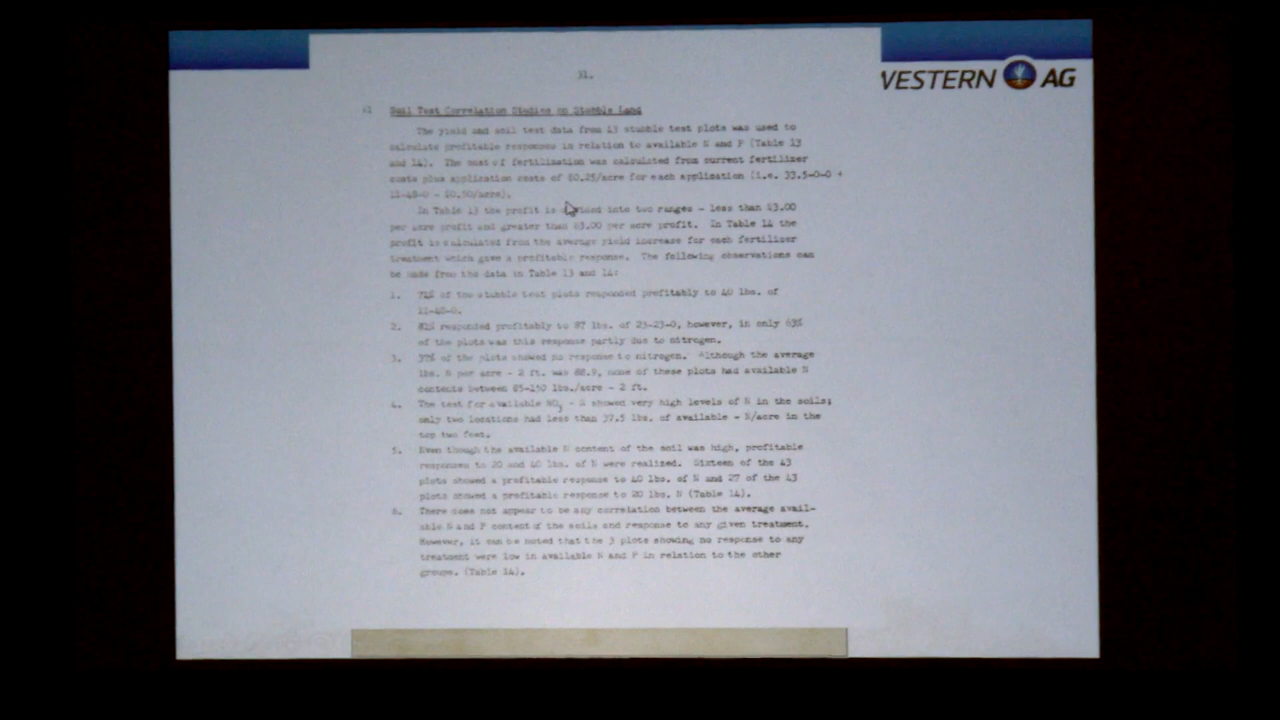 31.
WESTERN AG
Soil Test Correlation Studies on Stubble Land
The yield and soil test data from 43 stubble test plots was used to
calculate profitable responses in relation to available N and P (Table 13
and 14). The cost of fertilization was calculated from current fertilizer
costs plus application costs of $0.25/acre for each application (i.e. 33.5-0-0 +
11-48-0 - $0.50/acre).
In Table 13 the profit is divided into two ranges - less than $3.00
per acre profit and greater than $3.00 per acre profit. In Table 14 the
profit is calculated from the average yield increase for each fertilizer
treatment which gave a profitable response. The following observations can
be made from the data in Table 13 and 14:
1. 72% of the stubble test plots responded profitably to 40 lbs. of
11-48-0.
2. 81% responded profitably to 87 lbs. of 23-23-0, however, in only 63%
of the plots was this response partly due to nitrogen.
3. 37% of the plots showed no response to nitrogen. Although the average
lbs. N per acre - 2 ft. was 88.9, none of these plots had available N
contents between 85-150 lbs./acre - 2 ft.
4. The test for available NO3 - N showed very high levels of N in the soils;
only two locations had less than 37.5 lbs. of available - N/acre in the
top two feet.
5. Even though the available N content of the soil was high, profitable
responses to 20 and 40 lbs. of N were realized. Sixteen of the 43
plots showed a profitable response to 40 lbs. of N and 27 of the 43
plots showed a profitable response to 20 lbs. N (Table 14).
6. There does not appear to be any correlation between the average avail-
able N and P content of the soils and response to any given treatment.
However, it can be noted that the 3 plots showing no response to any
treatment were low in available N and P in relation to the other
groups. (Table 14).